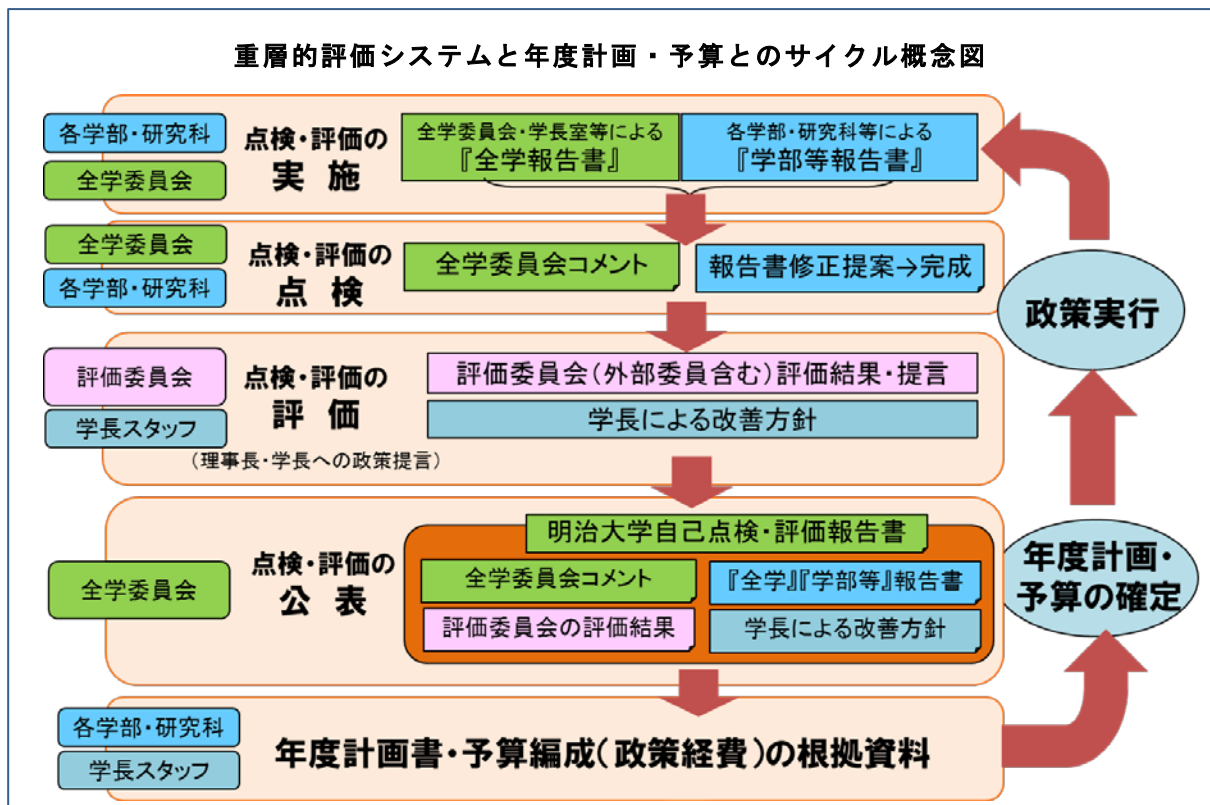 重層的評価システムと年度計画・予算とのサイクル概念図
各学部・研究科
全学委員会
点検・評価の
実 施
全学委員会・学長室等による
『全学報告書』
各学部・研究科等による
『学部等報告書』
全学委員会
各学部・研究科
点検・評価の
点 検
全学委員会コメント
報告書修正提案→完成
政策実行
評価委員会
学長スタッフ
点検・評価の
評 価
(理事長・学長への政策提言)
評価委員会(外部委員含む)評価結果・提言
学長による改善方針
全学委員会
点検・評価の
公 表
明治大学自己点検・評価報告書
全学委員会コメント
『全学』『学部等』報告書
評価委員会の評価結果
学長による改善方針
年度計画・
予算の確定
各学部・研究科
学長スタッフ
年度計画書・予算編成(政策経費)の根拠資料